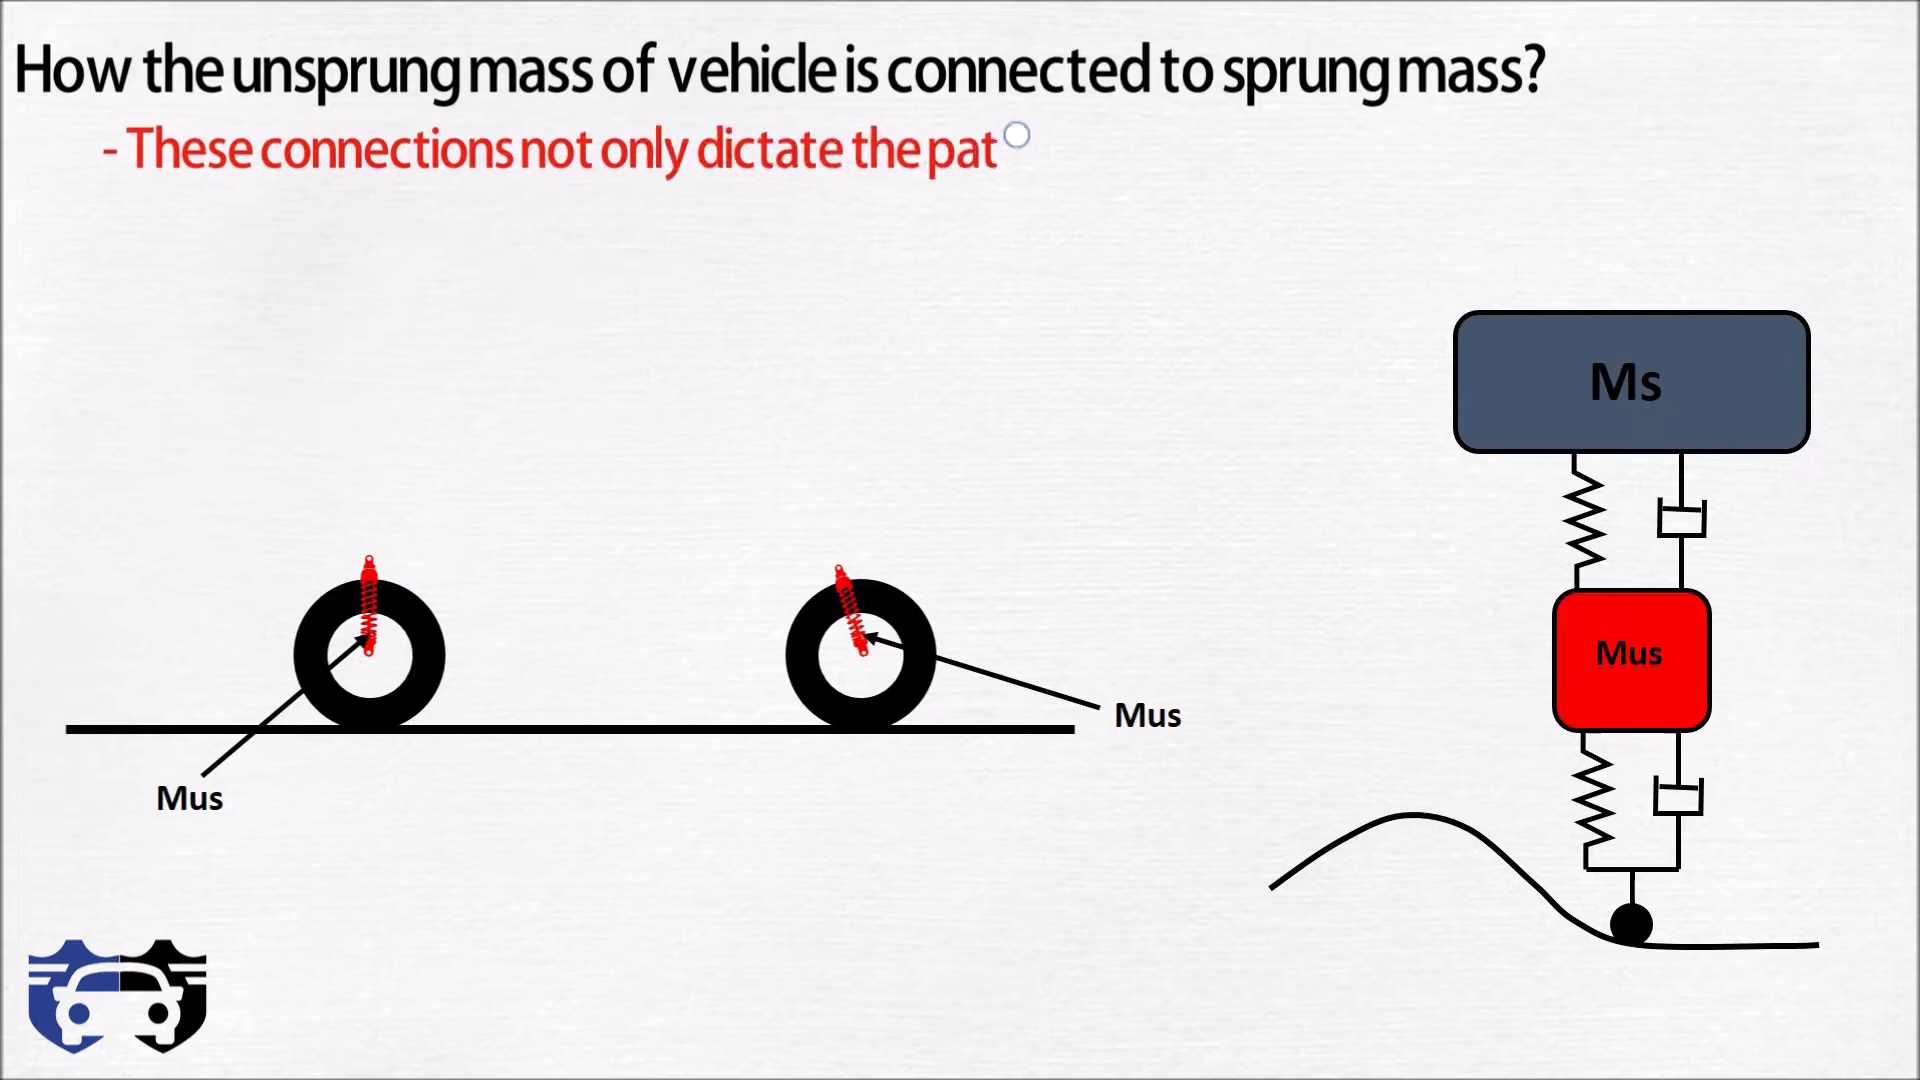 How the unsprung mass of vehicle is connected to sprung mass?
- These connections not only dictate the pat
Ms
Mus
Mus
Mus